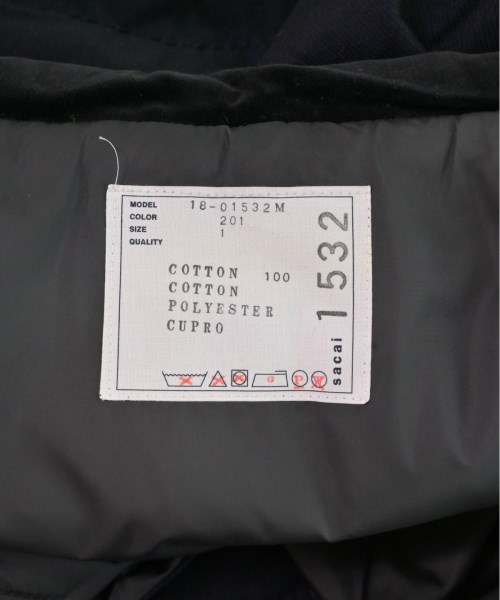 MODEL 18-01532M
COLOR 201
SIZE 1
QUALITY
COTTON 100
COTTON
POLYESTER
CUPRO
sacai 1532
P W